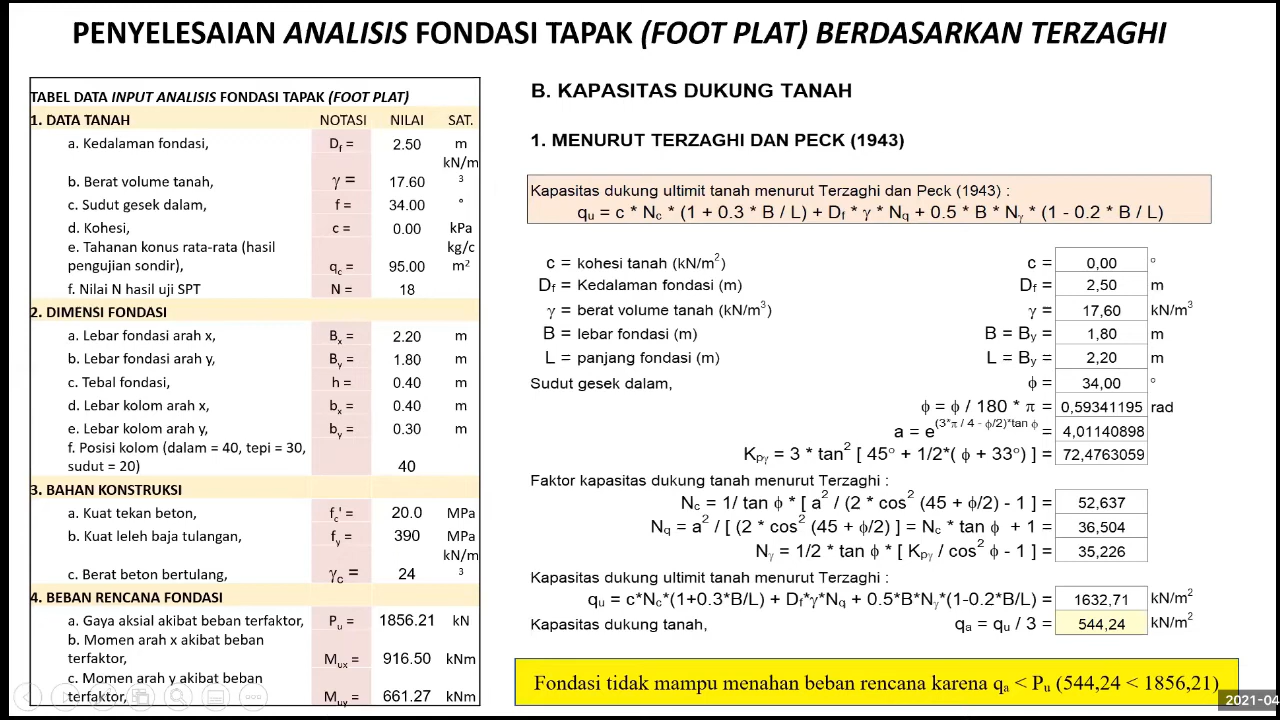 PENYELESAIAN ANALISIS FONDASI TAPAK (FOOT PLAT) BERDASARKAN TERZAGHI
TABEL DATA INPUT ANALISIS FONDASI TAPAK (FOOT PLAT)
1. DATA TANAH NOTASI NILAI SAT.
a. Kedalaman fondasi, Df = 2.50 m
b. Berat volume tanah, γ = 17.60 kN/m3
c. Sudut gesek dalam, f = 34.00 °
d. Kohesi, c = 0.00 kPa
e. Tahanan konus rata-rata (hasil
pengujian sondir), qc = 95.00 kg/cm2
f. Nilai N hasil uji SPT N = 18
2. DIMENSI FONDASI
a. Lebar fondasi arah x, Bx = 2.20 m
b. Lebar fondasi arah y, By = 1.80 m
c. Tebal fondasi, h = 0.40 m
d. Lebar kolom arah x, bx = 0.40 m
e. Lebar kolom arah y, by = 0.30 m
f. Posisi kolom (dalam = 40, tepi = 30,
sudut = 20) 40
3. BAHAN KONSTRUKSI
a. Kuat tekan beton, fc' = 20.0 MPa
b. Kuat leleh baja tulangan, fy = 390 MPa
c. Berat beton bertulang, γc = 24 kN/m3
4. BEBAN RENCANA FONDASI
a. Gaya aksial akibat beban terfaktor, Pu = 1856.21 kN
b. Momen arah x akibat beban
terfaktor, Mux = 916.50 kNm
c. Momen arah y akibat beban
terfaktor, Muy = 661.27 kNm
B. KAPASITAS DUKUNG TANAH
1. MENURUT TERZAGHI DAN PECK (1943)
Kapasitas dukung ultimit tanah menurut Terzaghi dan Peck (1943) :
qu = c * Nc * (1 + 0.3 * B / L) + Df * γ * Nq + 0.5 * B * Nγ * (1 - 0.2 * B / L)
c = kohesi tanah (kN/m2) c = 0,00 °
Df = Kedalaman fondasi (m) Df = 2,50 m
γ = berat volume tanah (kN/m3) γ = 17,60 kN/m3
B = lebar fondasi (m) B = By = 1,80 m
L = panjang fondasi (m) L = By = 2,20 m
Sudut gesek dalam, ϕ = 34,00 °
ϕ = ϕ / 180 * π = 0,59341195 rad
a = e(3*π / 4 - ϕ/2)*tan ϕ = 4,01140898
Kpγ = 3 * tan2 [ 45° + 1/2*( ϕ + 33°) ] = 72,4763059
Faktor kapasitas dukung tanah menurut Terzaghi :
Nc = 1/ tan ϕ * [ a2 / (2 * cos2 (45 + ϕ/2) - 1 ] = 52,637
Nq = a2 / [ (2 * cos2 (45 + ϕ/2) ] = Nc * tan ϕ + 1 = 36,504
Nγ = 1/2 * tan ϕ * [ Kpγ / cos2 ϕ - 1 ] = 35,226
Kapasitas dukung ultimit tanah menurut Terzaghi :
qu = c*Nc*(1+0.3*B/L) + Df*γ*Nq + 0.5*B*Nγ*(1-0.2*B/L) = 1632,71 kN/m2
Kapasitas dukung tanah, qa = qu / 3 = 544,24 kN/m2
Fondasi tidak mampu menahan beban rencana karena qa < Pu (544,24 < 1856,21)
2021-04